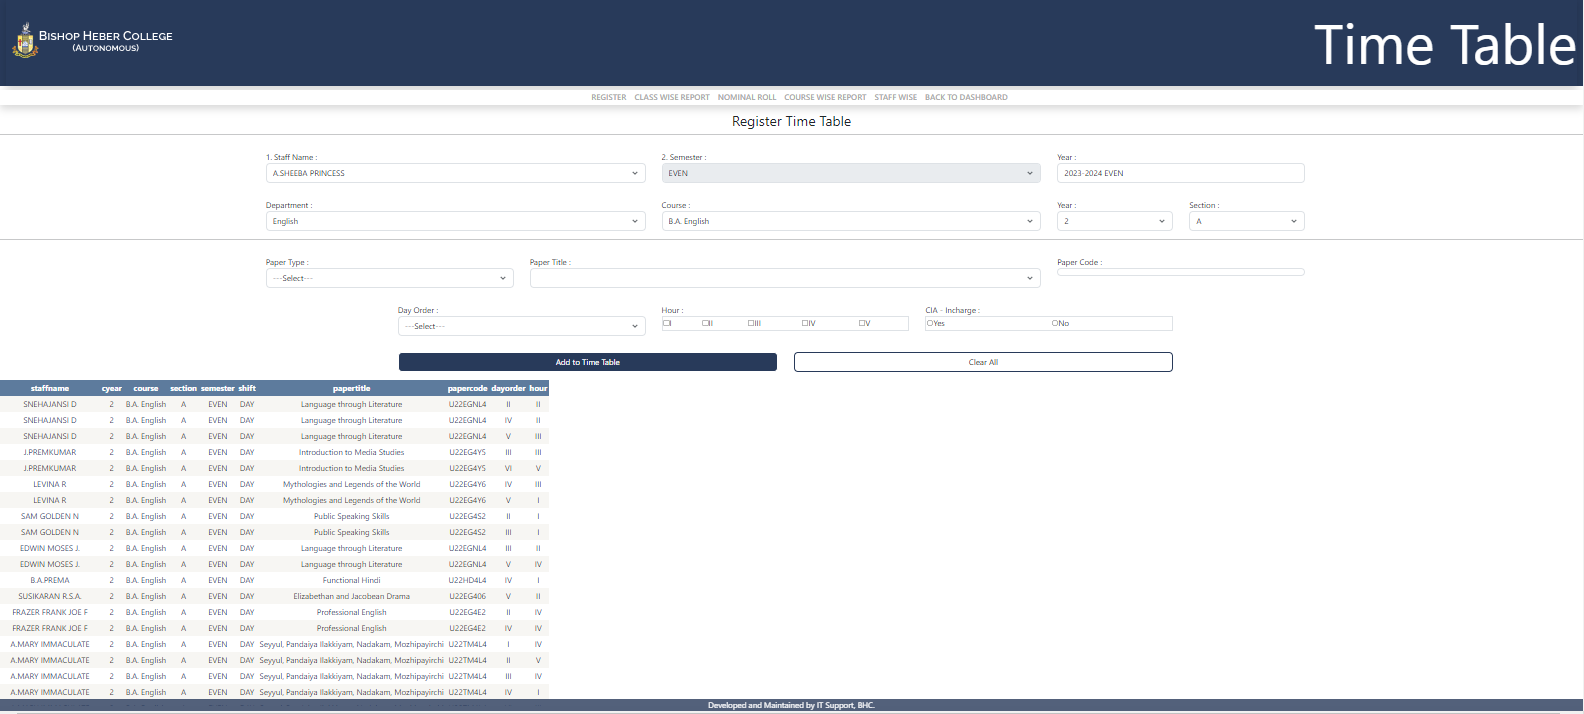 BISHOP HEBER COLLEGE
(AUTONOMOUS)
Time Table
REGISTER CLASS WISE REPORT NOMINAL ROLL COURSE WISE REPORT STAFF WISE BACK TO DASHBOARD
Register Time Table
1. Staff Name : 2. Semester : Year :
A.SHEEBA PRINCESS EVEN 2023-2024 EVEN
Department : Course : Year : Section :
English B.A. English 2 A
Paper Type : Paper Title : Paper Code :
---Select---
Day Order : Hour : CIA - Incharge :
---Select--- I II III IV V Yes No
Add to Time Table Clear All
staffname cyear course section semester shift papertitle papercode dayorder hour
SNEHAJANSI D 2 B.A. English A EVEN DAY Language through Literature U22EGNL4 II II
SNEHAJANSI D 2 B.A. English A EVEN DAY Language through Literature U22EGNL4 IV II
SNEHAJANSI D 2 B.A. English A EVEN DAY Language through Literature U22EGNL4 V III
J.PREMKUMAR 2 B.A. English A EVEN DAY Introduction to Media Studies U22EG4Y5 III III
J.PREMKUMAR 2 B.A. English A EVEN DAY Introduction to Media Studies U22EG4Y5 VI V
LEVINA R 2 B.A. English A EVEN DAY Mythologies and Legends of the World U22EG4Y6 IV III
LEVINA R 2 B.A. English A EVEN DAY Mythologies and Legends of the World U22EG4Y6 V I
SAM GOLDEN N 2 B.A. English A EVEN DAY Public Speaking Skills U22EG4S2 II I
SAM GOLDEN N 2 B.A. English A EVEN DAY Public Speaking Skills U22EG4S2 III I
EDWIN MOSES J. 2 B.A. English A EVEN DAY Language through Literature U22EGNL4 III II
EDWIN MOSES J. 2 B.A. English A EVEN DAY Language through Literature U22EGNL4 V IV
B.A.PREMA 2 B.A. English A EVEN DAY Functional Hindi U22HD4L4 IV I
SUSIKARAN R.S.A. 2 B.A. English A EVEN DAY Elizabethan and Jacobean Drama U22EG406 V II
FRAZER FRANK JOE F 2 B.A. English A EVEN DAY Professional English U22EG4E2 II IV
FRAZER FRANK JOE F 2 B.A. English A EVEN DAY Professional English U22EG4E2 IV IV
A.MARY IMMACULATE 2 B.A. English A EVEN DAY Seyyul, Pandaiya Ilakkiyam, Nadakam, Mozhipayirchi U22TM4L4 I IV
A.MARY IMMACULATE 2 B.A. English A EVEN DAY Seyyul, Pandaiya Ilakkiyam, Nadakam, Mozhipayirchi U22TM4L4 II V
A.MARY IMMACULATE 2 B.A. English A EVEN DAY Seyyul, Pandaiya Ilakkiyam, Nadakam, Mozhipayirchi U22TM4L4 III IV
A.MARY IMMACULATE 2 B.A. English A EVEN DAY Seyyul, Pandaiya Ilakkiyam, Nadakam, Mozhipayirchi U22TM4L4 IV I
Developed and Maintained by IT Support, BHC.